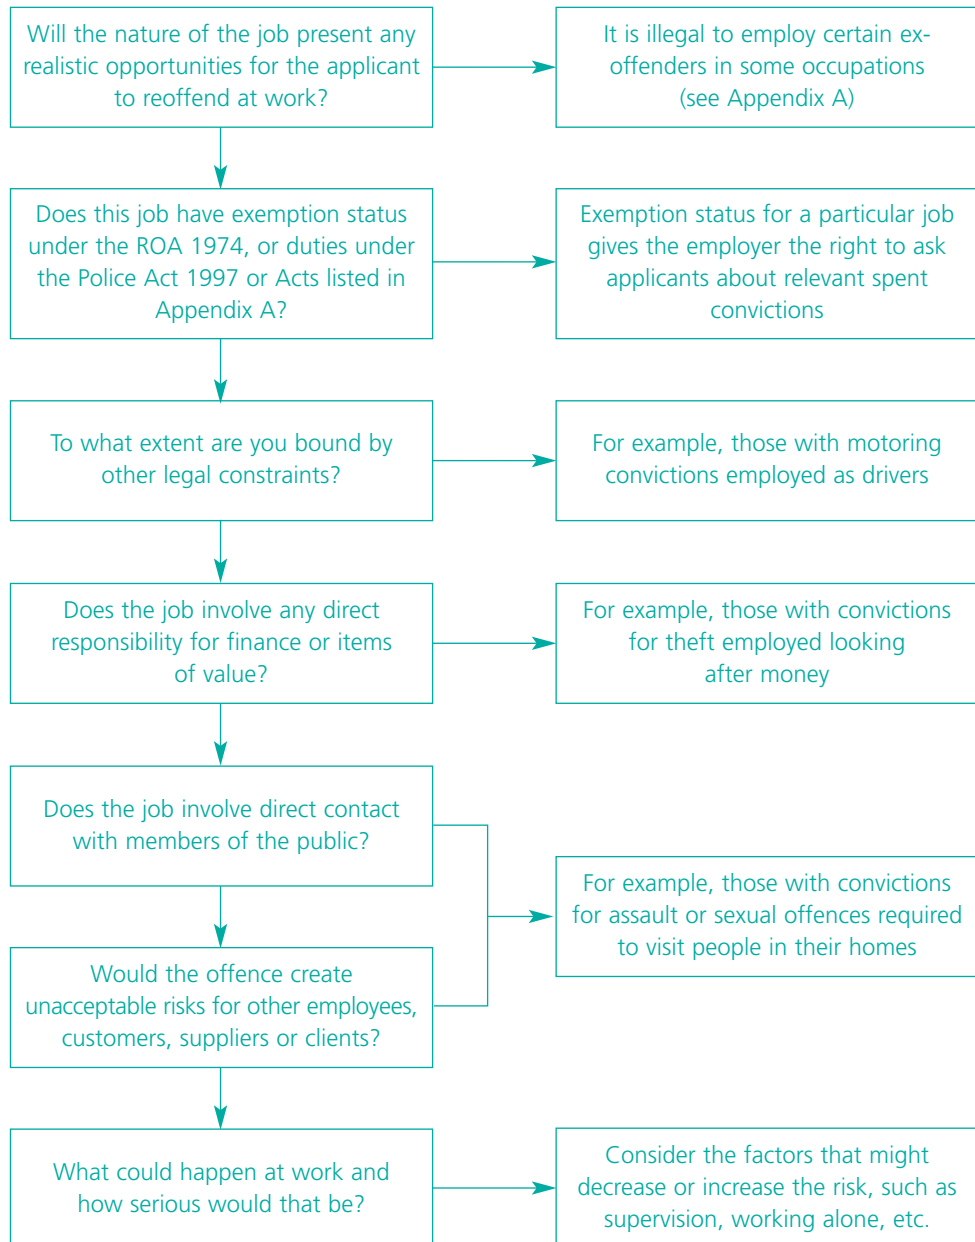 Will the nature of the job present any
realistic opportunities for the applicant
to reoffend at work?
It is illegal to employ certain ex-
offenders in some occupations
(see Appendix A)
Does this job have exemption status
under the ROA 1974, or duties under
the Police Act 1997 or Acts listed in
Appendix A?
Exemption status for a particular job
gives the employer the right to ask
applicants about relevant spent
convictions
To what extent are you bound by
other legal constraints?
For example, those with motoring
convictions employed as drivers
Does the job involve any direct
responsibility for finance or items
of value?
For example, those with convictions
for theft employed looking
after money
Does the job involve direct contact
with members of the public?
Would the offence create
unacceptable risks for other employees,
customers, suppliers or clients?
For example, those with convictions
for assault or sexual offences required
to visit people in their homes
What could happen at work and
how serious would that be?
Consider the factors that might
decrease or increase the risk, such as
supervision, working alone, etc.